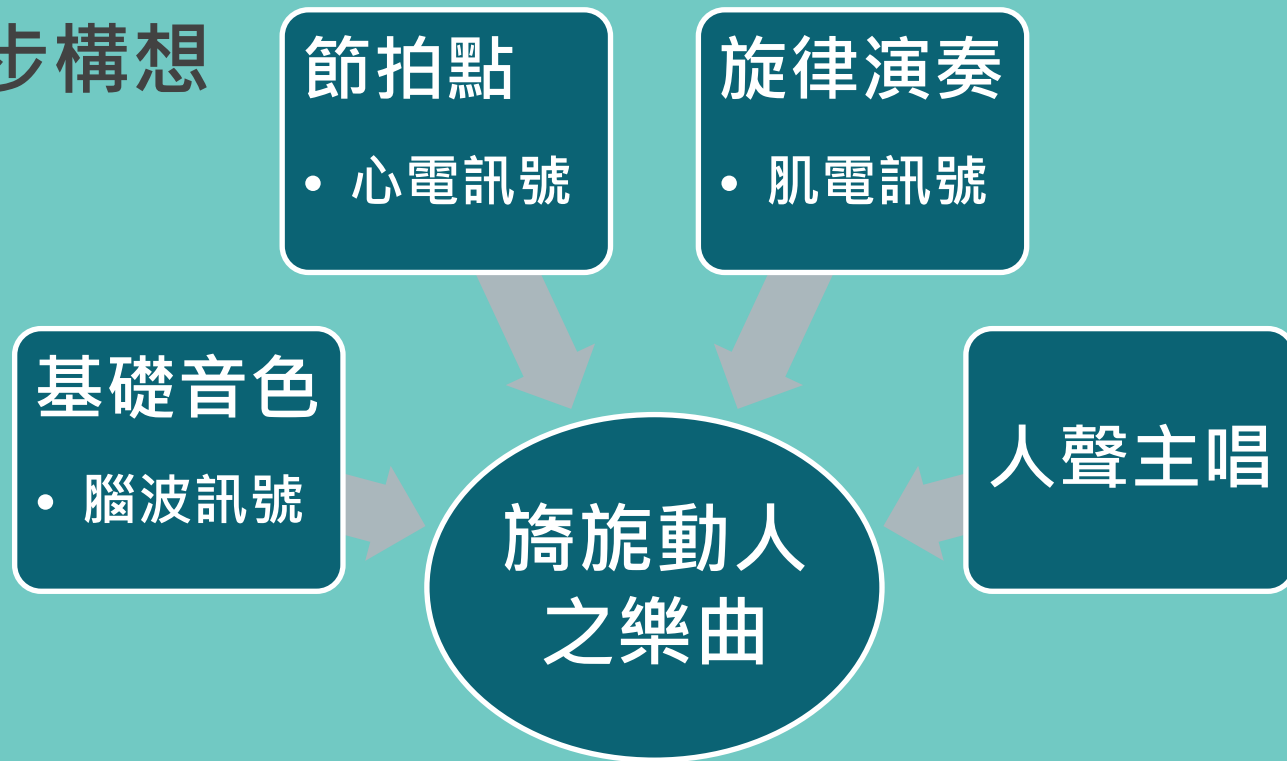 步構想
節拍點
• 心電訊號
旋律演奏
• 肌電訊號
基礎音色
• 腦波訊號
人聲主唱
旖旎動人
之樂曲